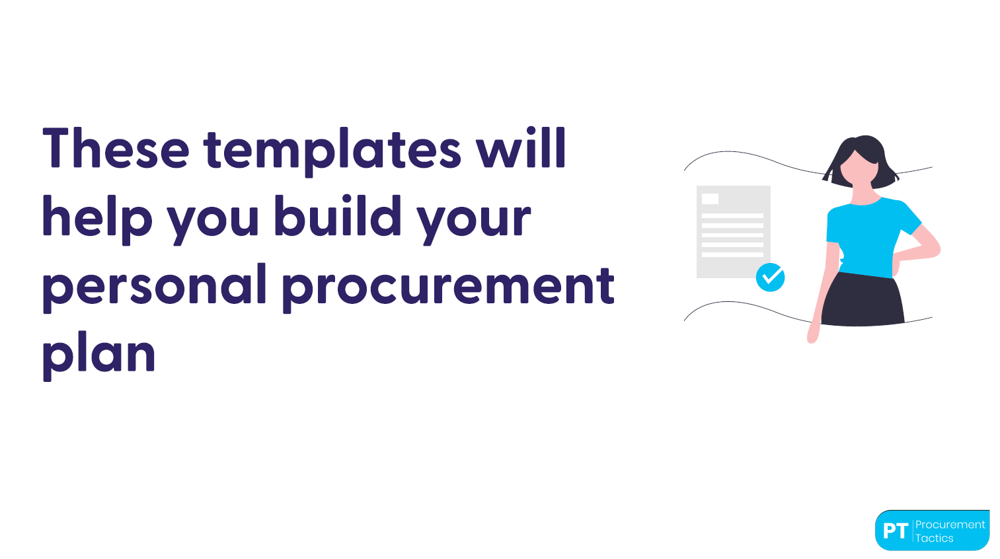 These templates will
help you build your
personal procurement
plan
PT Procurement
Tactics